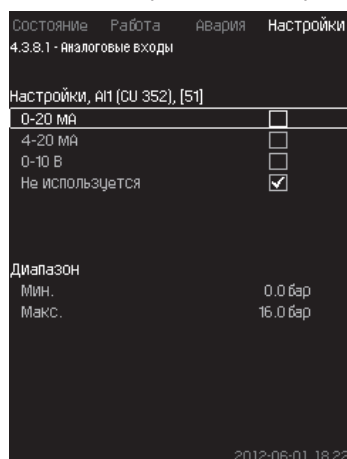 Состояние Работа Авария Настройки
4.3.8.1 - Аналоговые входы
Настройки, AI1 (CU 352), [51]
0-20 мА
4-20 мА
0-10 В
Не используется
Диапазон
Мин. 0.0 бар
Макс. 16.0 бар
2012-06-01 18:22